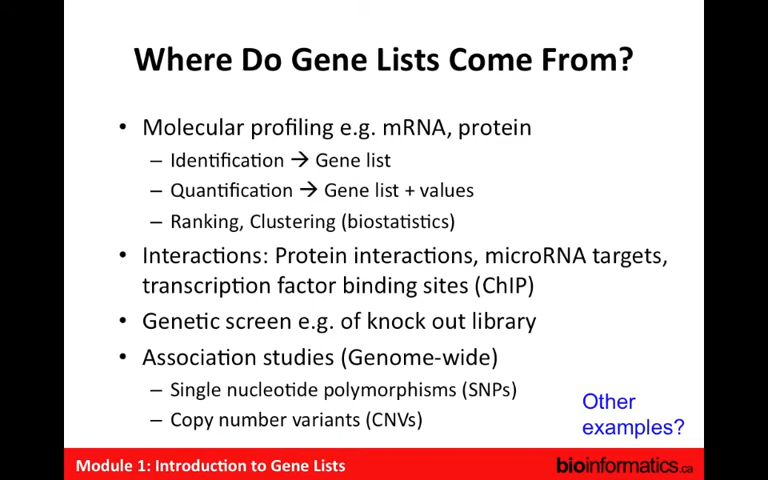 Where Do Gene Lists Come From?
• Molecular profiling e.g. mRNA, protein
– Identification → Gene list
– Quantification → Gene list + values
– Ranking, Clustering (biostatistics)
• Interactions: Protein interactions, microRNA targets,
transcription factor binding sites (ChIP)
• Genetic screen e.g. of knock out library
• Association studies (Genome-wide)
– Single nucleotide polymorphisms (SNPs)
– Copy number variants (CNVs)
Other
examples?
Module 1: Introduction to Gene Lists
bioinformatics.ca